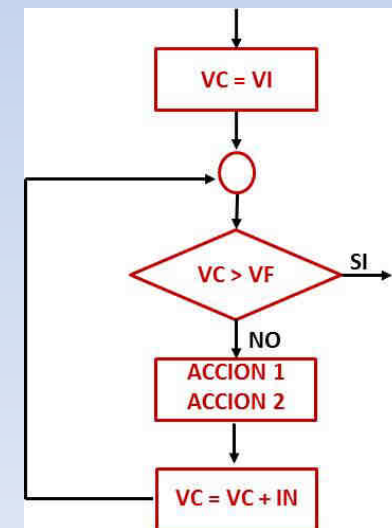 VC = VI
VC > VF
SI
NO
ACCION 1
ACCION 2
VC = VC + IN